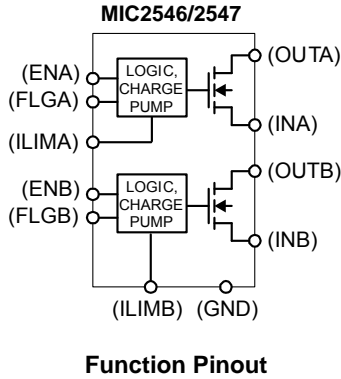 MIC2546/2547
(OUTA)
(ENA)
LOGIC,
CHARGE
PUMP
(FLGA)
(INA)
(ILIMA)
(OUTB)
(ENB)
LOGIC,
CHARGE
PUMP
(FLGB)
(INB)
(ILIMB) (GND)
Function Pinout